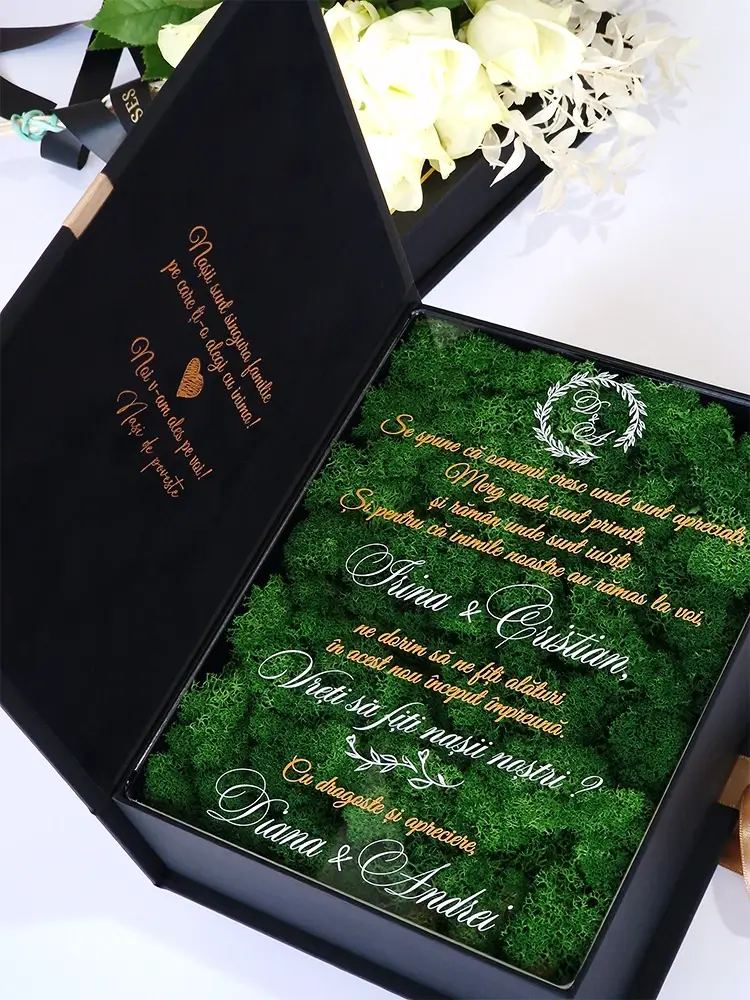 SES
Nașii sunt singura familie
pe care ți-o alegi cu inima!
Noi v-am ales pe voi!
Nași de poveste
D & A
Se spune că oamenii cresc unde sunt apreciați,
Merg unde sunt primiți,
și rămân unde sunt iubiți
Și pentru că inimile noastre au rămas la voi,
Irina & Cristian,
ne dorim să ne fiți alături
în acest nou început împreună.
Vreți să fiți nașii noștri ?
Cu dragoste și apreciere,
Diana & Andrei